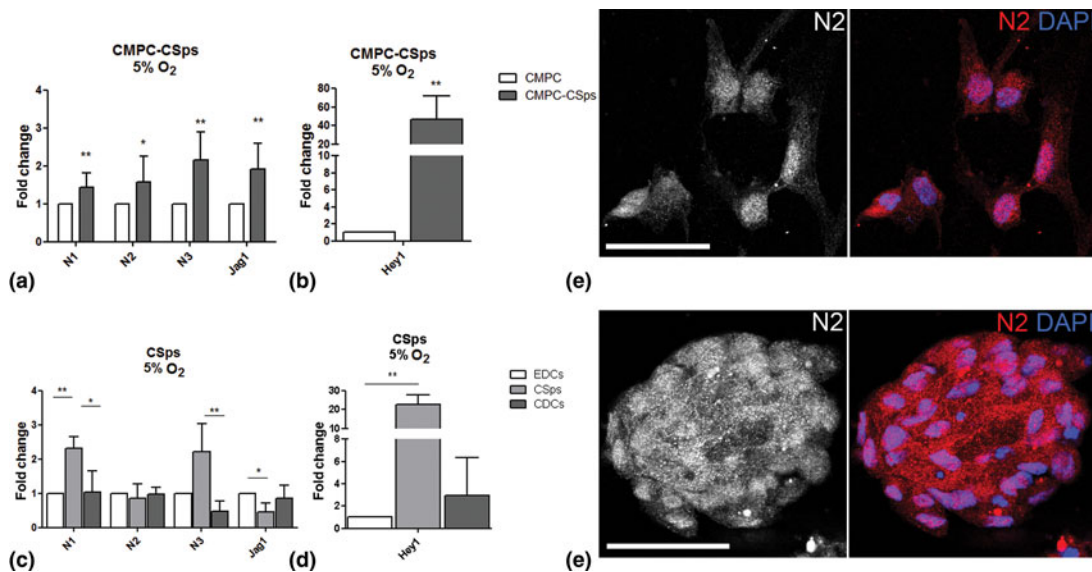 CMPC-CSps
5% O2
Fold change
4
3
2
1
0
**
*
**
**
N1
N2
N3
Jag1
(a)
CMPC-CSps
5% O2
Fold change
80
60
40
20
10
8
6
4
2
0
**
Hey1
(b)
CMPC
CMPC-CSps
N2
N2 DAPI
(e)
CSps
5% O2
Fold change
4
3
2
1
0
**
*
**
*
N1
N2
N3
Jag1
EDCs
CSps
CDCs
(c)
CSps
5% O2
Fold change
30
20
10
8
6
4
2
0
**
Hey1
(d)
N2
N2 DAPI
(e)